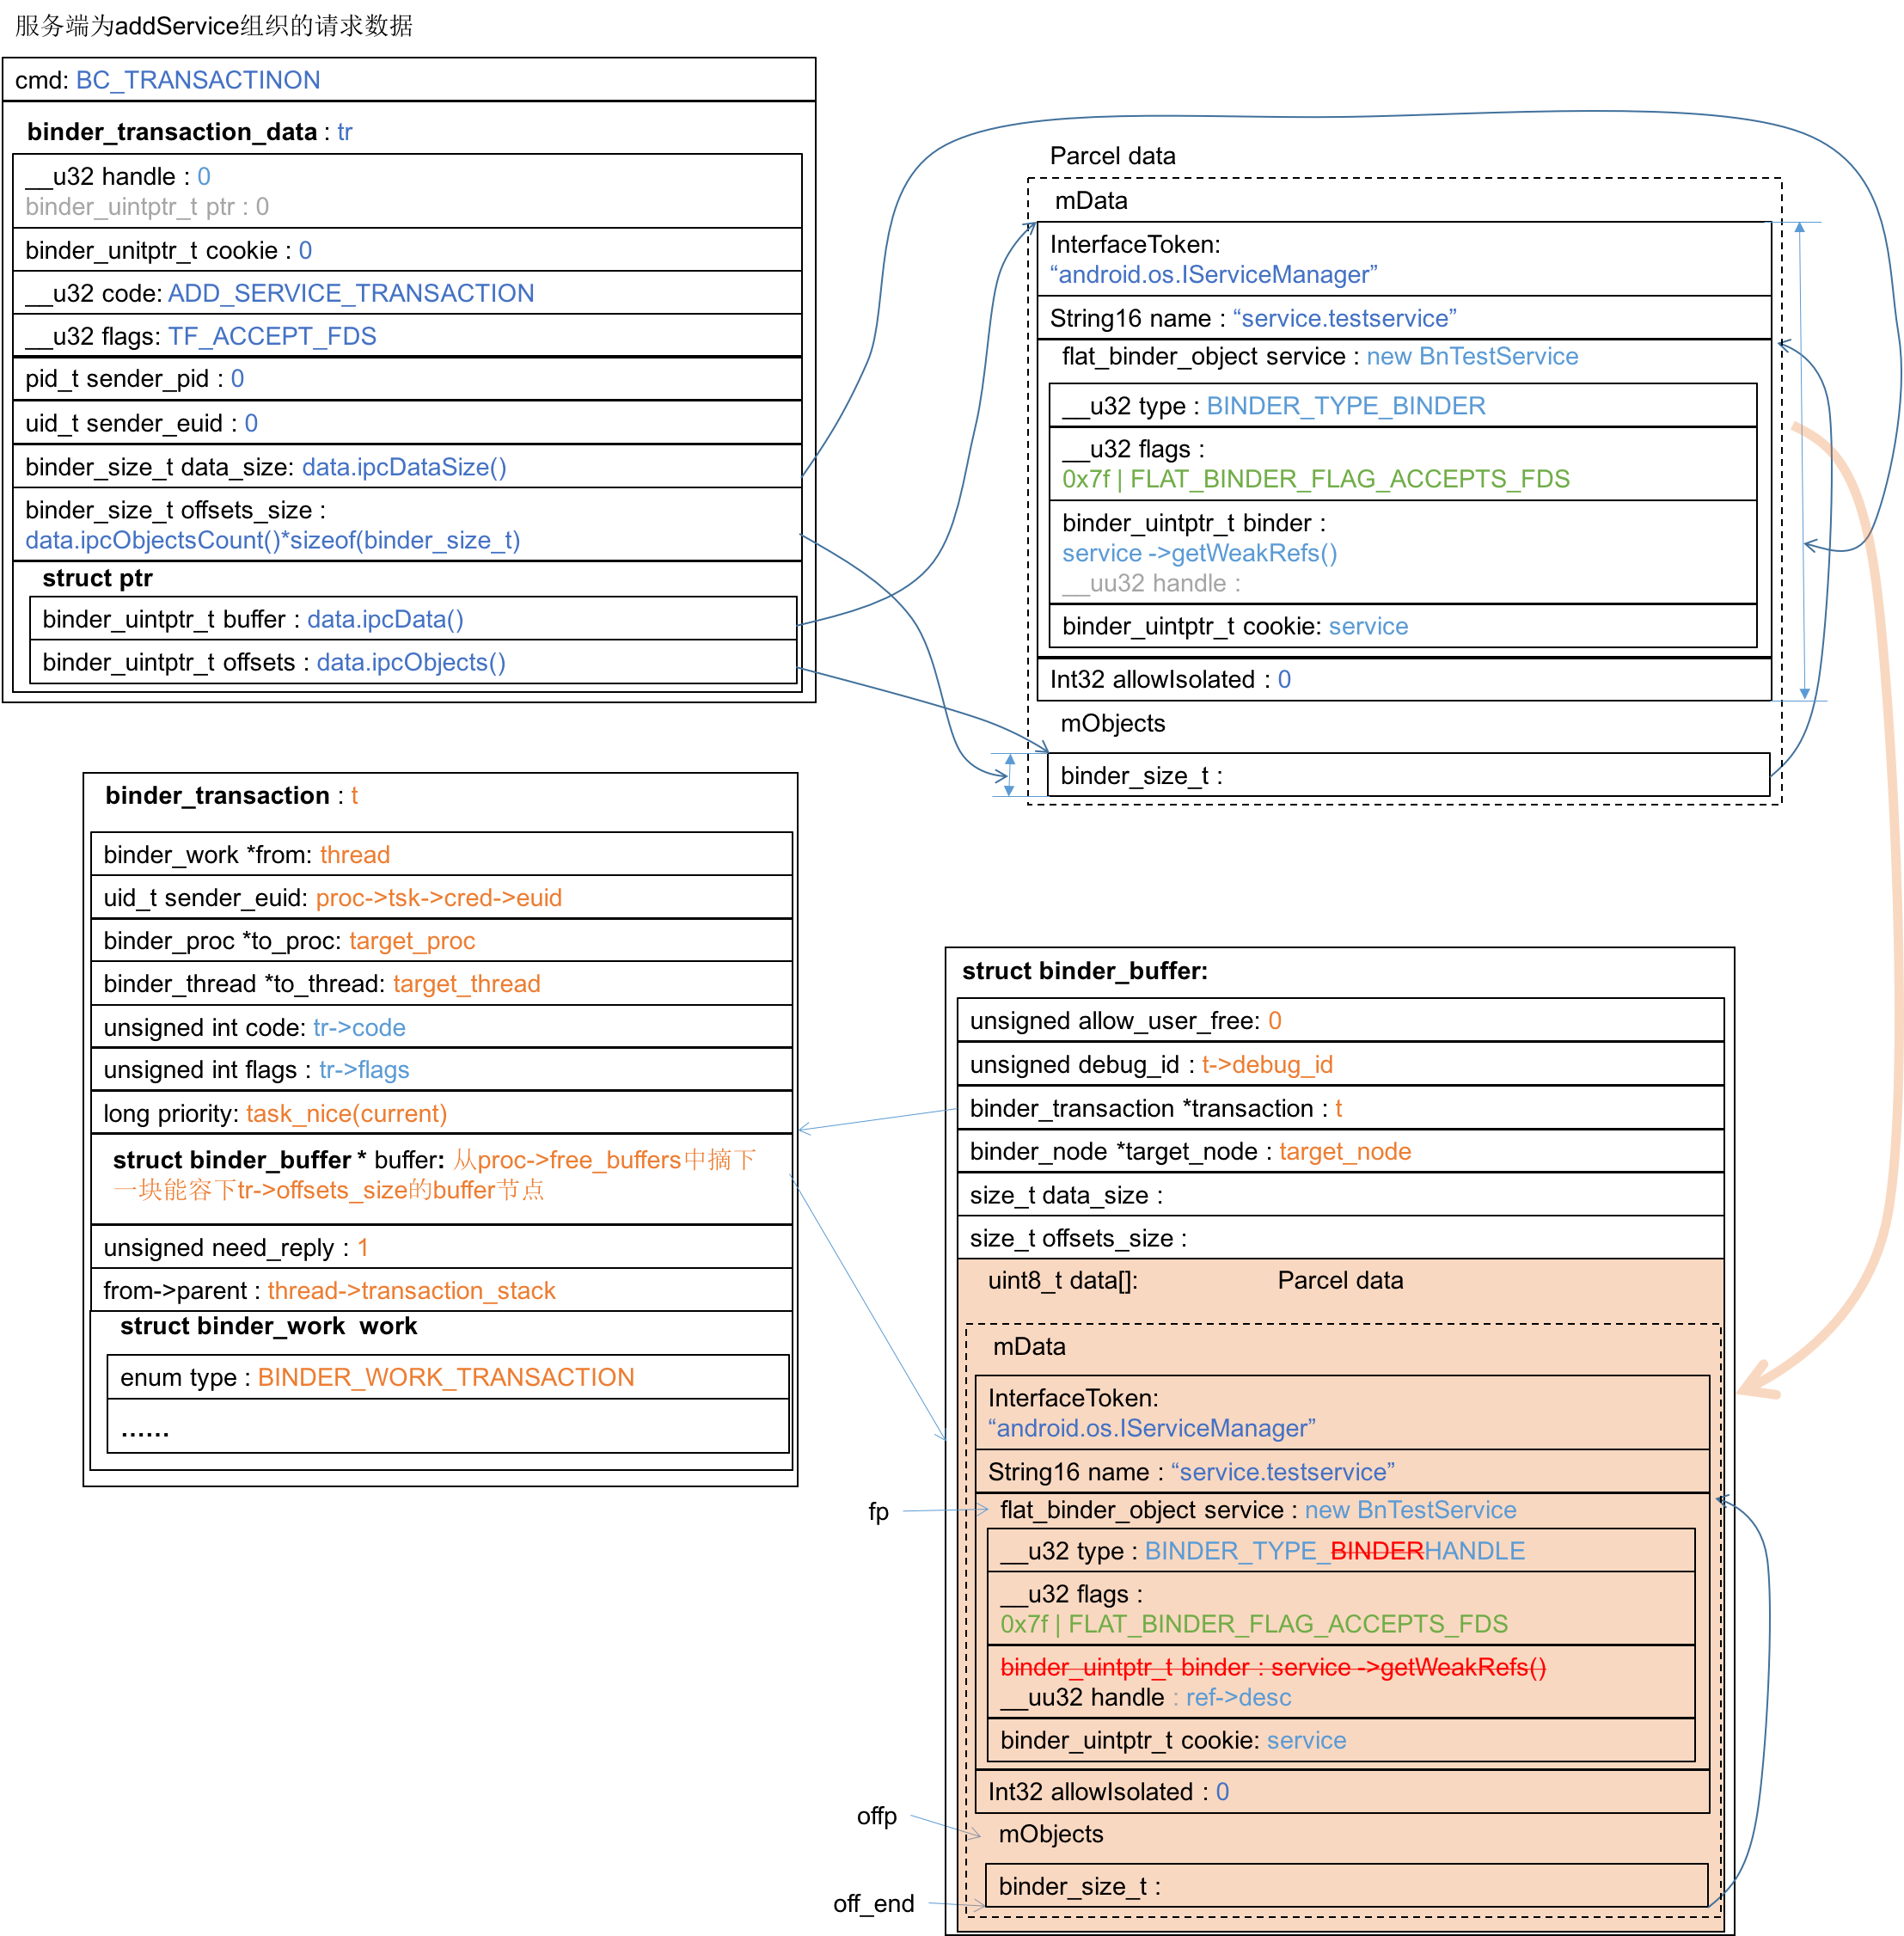 服务端为addService组织的请求数据
cmd: BC_TRANSACTINON
binder_transaction_data : tr
__u32 handle : 0
binder_uintptr_t ptr : 0
binder_unitptr_t cookie : 0
__u32 code: ADD_SERVICE_TRANSACTION
__u32 flags: TF_ACCEPT_FDS
pid_t sender_pid : 0
uid_t sender_euid : 0
binder_size_t data_size: data.ipcDataSize()
binder_size_t offsets_size :
data.ipcObjectsCount()*sizeof(binder_size_t)
struct ptr
binder_uintptr_t buffer : data.ipcData()
binder_uintptr_t offsets : data.ipcObjects()
Parcel data
mData
InterfaceToken:
“android.os.IServiceManager”
String16 name : “service.testservice”
flat_binder_object service : new BnTestService
__u32 type : BINDER_TYPE_BINDER
__u32 flags :
0x7f | FLAT_BINDER_FLAG_ACCEPTS_FDS
binder_uintptr_t binder :
service ->getWeakRefs()
__uu32 handle :
binder_uintptr_t cookie: service
Int32 allowIsolated : 0
mObjects
binder_size_t :
binder_transaction : t
binder_work *from: thread
uid_t sender_euid: proc->tsk->cred->euid
binder_proc *to_proc: target_proc
binder_thread *to_thread: target_thread
unsigned int code: tr->code
unsigned int flags : tr->flags
long priority: task_nice(current)
struct binder_buffer * buffer: 从proc->free_buffers中摘下
一块能容下tr->offsets_size的buffer节点
unsigned need_reply : 1
from->parent : thread->transaction_stack
struct binder_work  work
enum type : BINDER_WORK_TRANSACTION
......
struct binder_buffer:
unsigned allow_user_free: 0
unsigned debug_id : t->debug_id
binder_transaction *transaction : t
binder_node *target_node : target_node
size_t data_size :
size_t offsets_size :
uint8_t data[]: Parcel data
mData
InterfaceToken:
“android.os.IServiceManager”
String16 name : “service.testservice”
fp
flat_binder_object service : new BnTestService
__u32 type : BINDER_TYPE_BINDERHANDLE
__u32 flags :
0x7f | FLAT_BINDER_FLAG_ACCEPTS_FDS
binder_uintptr_t binder : service ->getWeakRefs()
__uu32 handle : ref->desc
binder_uintptr_t cookie: service
Int32 allowIsolated : 0
offp
mObjects
binder_size_t :
off_end